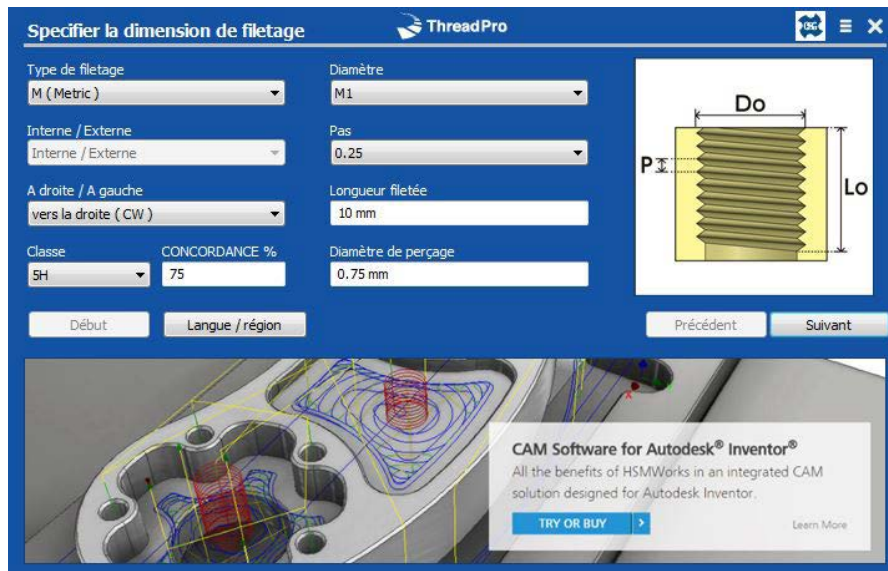 Specifier la dimension de filetage
ThreadPro
OSG
Type de filetage
M ( Metric )
Diamètre
M1
Interne / Externe
Interne / Externe
Pas
0.25
A droite / A gauche
vers la droite ( CW )
Longueur filetée
10 mm
Classe
5H
CONCORDANCE %
75
Diamètre de perçage
0.75 mm
Do
P
Lo
Début
Langue / région
Précédent
Suivant
CAM Software for Autodesk® Inventor®
All the benefits of HSMWorks in an integrated CAM
solution designed for Autodesk Inventor.
TRY OR BUY
Learn More
X